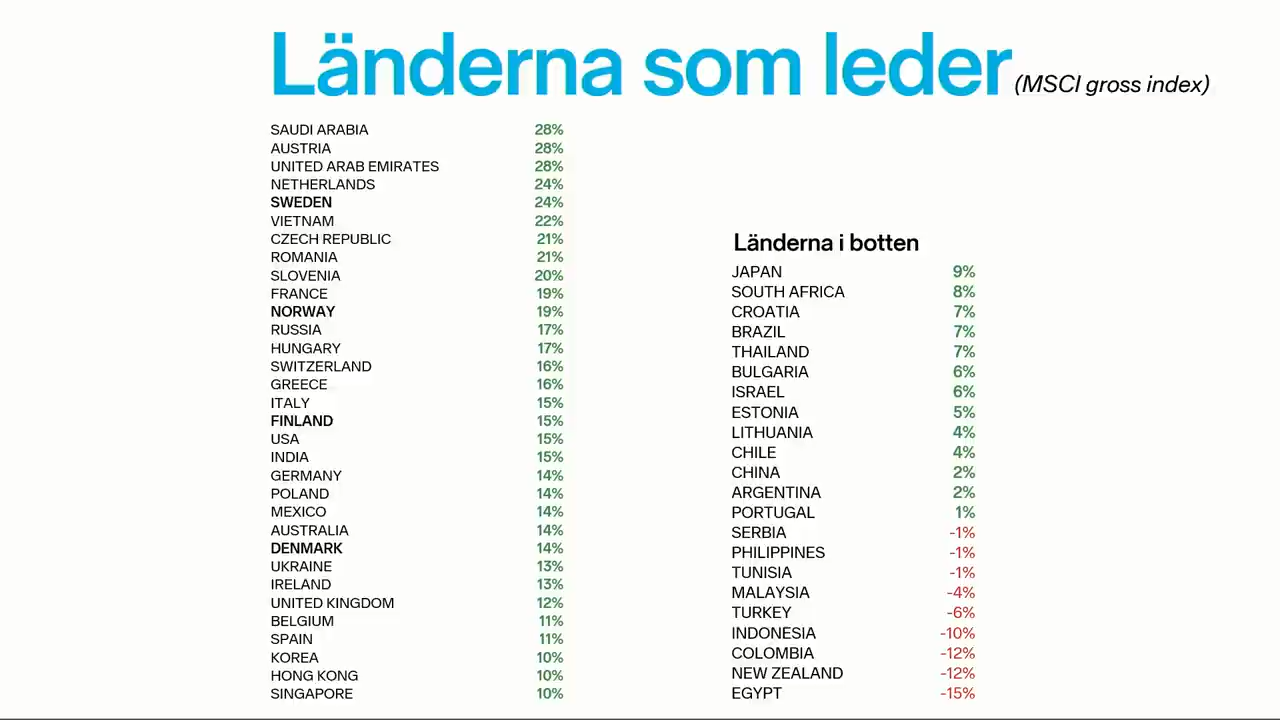 Länderna som leder (MSCI gross index)
SAUDI ARABIA 28%
AUSTRIA 28%
UNITED ARAB EMIRATES 28%
NETHERLANDS 24%
SWEDEN 24%
VIETNAM 22%
CZECH REPUBLIC 21%
ROMANIA 21%
SLOVENIA 20%
FRANCE 19%
NORWAY 19%
RUSSIA 17%
HUNGARY 17%
SWITZERLAND 16%
GREECE 16%
ITALY 15%
FINLAND 15%
USA 15%
INDIA 15%
GERMANY 14%
POLAND 14%
MEXICO 14%
AUSTRALIA 14%
DENMARK 14%
UKRAINE 13%
IRELAND 13%
UNITED KINGDOM 12%
BELGIUM 11%
SPAIN 11%
KOREA 10%
HONG KONG 10%
SINGAPORE 10%
Länderna i botten
JAPAN 9%
SOUTH AFRICA 8%
CROATIA 7%
BRAZIL 7%
THAILAND 7%
BULGARIA 6%
ISRAEL 6%
ESTONIA 5%
LITHUANIA 4%
CHILE 4%
CHINA 2%
ARGENTINA 2%
PORTUGAL 1%
SERBIA -1%
PHILIPPINES -1%
TUNISIA -1%
MALAYSIA -4%
TURKEY -6%
INDONESIA -10%
COLOMBIA -12%
NEW ZEALAND -12%
EGYPT -15%